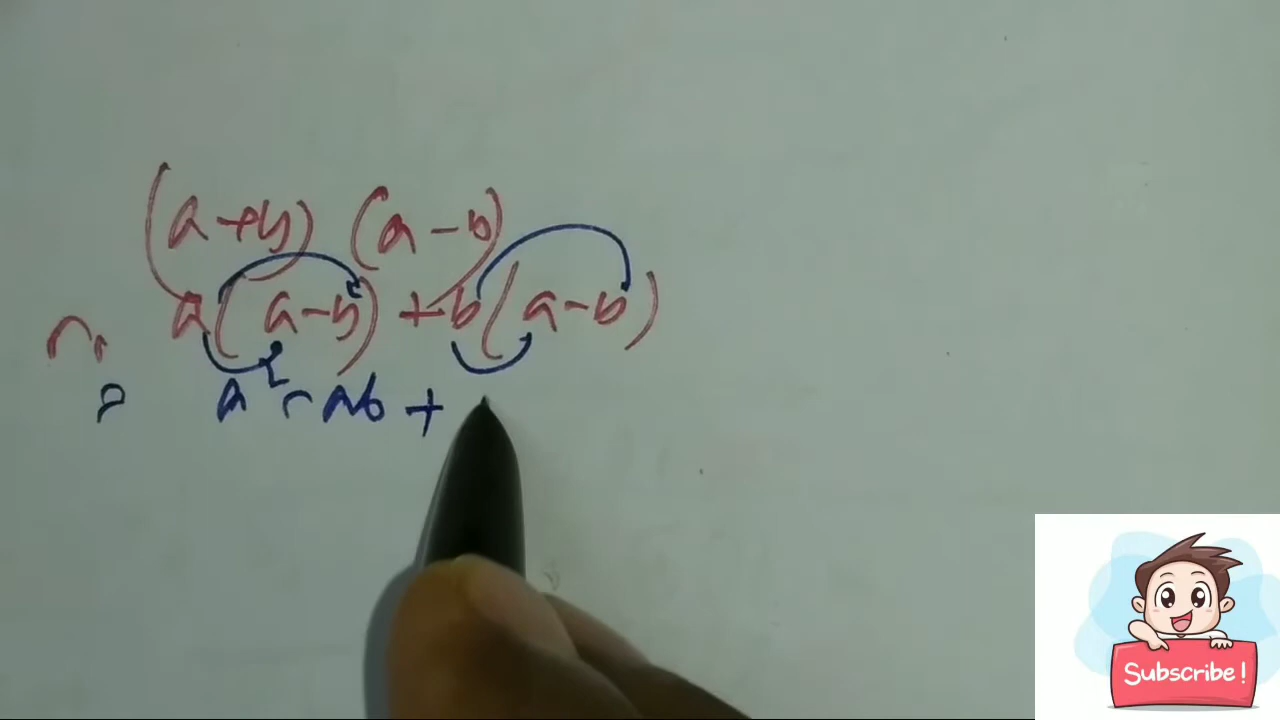 (a+b) (a-b)
a(a-b) + b(a-b)
= a² - ab +
Subscribe!